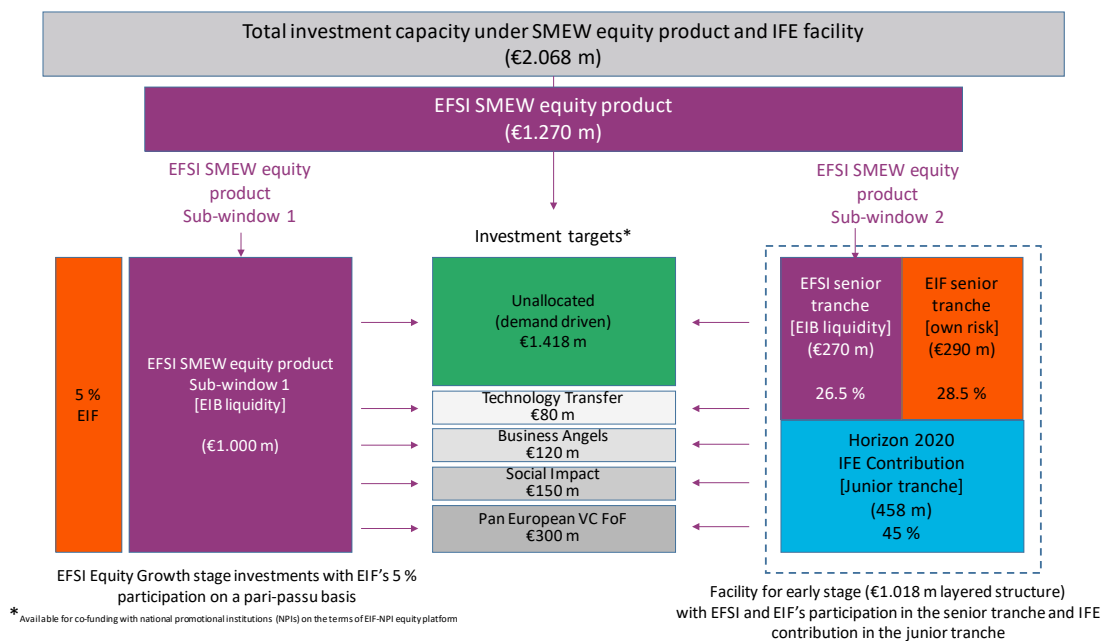 Total investment capacity under SMEW equity product and IFE facility
(€2.068 m)
EFSI SMEW equity product
(€1.270 m)
EFSI SMEW equity
product
Sub-window 1
EFSI SMEW equity
product
Sub-window 2
Investment targets*
5 %
EIF
EFSI SMEW equity product
Sub-window 1
[EIB liquidity]
(€1.000 m)
Unallocated
(demand driven)
€1.418 m
Technology Transfer
€80 m
Business Angels
€120 m
Social Impact
€150 m
Pan European VC FoF
€300 m
EFSI senior
tranche
[EIB liquidity]
(€270 m)
26.5 %
EIF senior
tranche
[own risk]
(€290 m)
28.5 %
Horizon 2020
IFE Contribution
[Junior tranche]
(458 m)
45 %
EFSI Equity Growth stage investments with EIF's 5 %
participation on a pari-passu basis
* Available for co-funding with national promotional institutions (NPIs) on the terms of EIF-NPI equity platform
Facility for early stage (€1.018 m layered structure)
with EFSI and EIF's participation in the senior tranche and IFE
contribution in the junior tranche